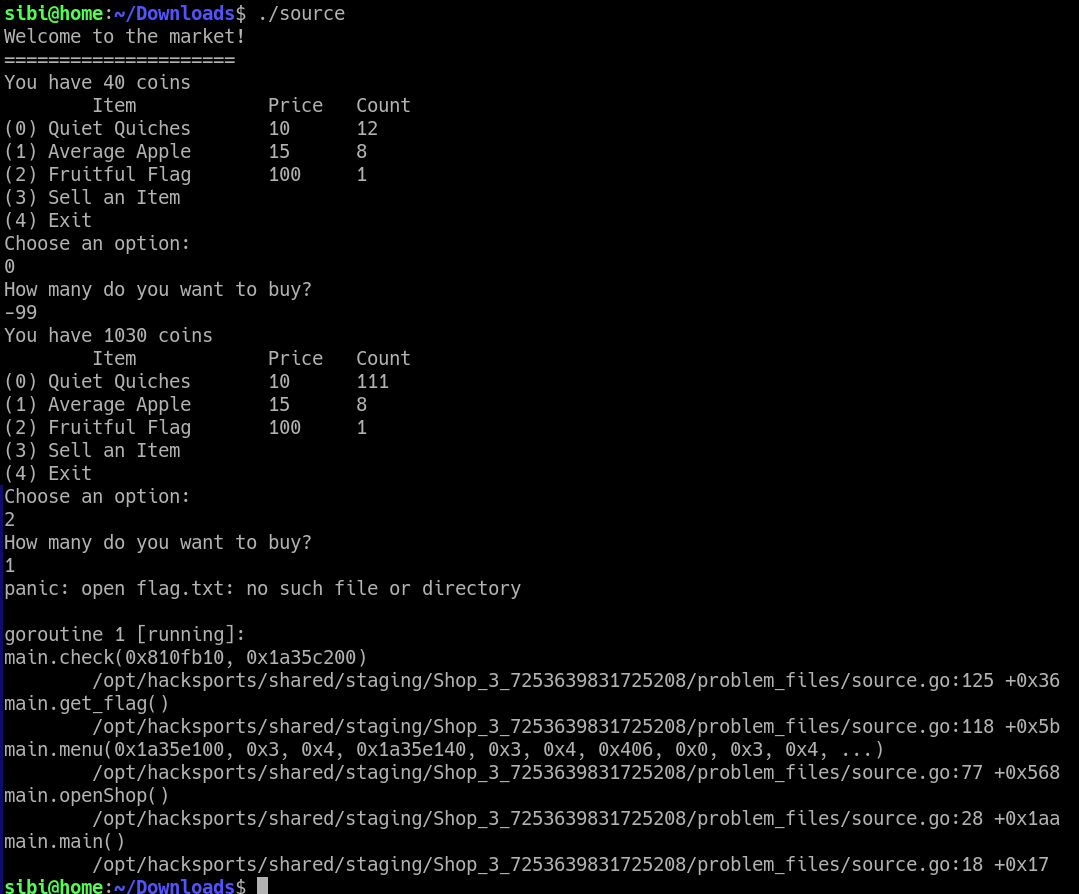 sibi@home:~/Downloads$ ./source
Welcome to the market!
=====================
You have 40 coins
        Item            Price   Count
(0) Quiet Quiches       10      12
(1) Average Apple       15      8
(2) Fruitful Flag       100     1
(3) Sell an Item
(4) Exit
Choose an option:
0
How many do you want to buy?
-99
You have 1030 coins
        Item            Price   Count
(0) Quiet Quiches       10      111
(1) Average Apple       15      8
(2) Fruitful Flag       100     1
(3) Sell an Item
(4) Exit
Choose an option:
2
How many do you want to buy?
1
panic: open flag.txt: no such file or directory

goroutine 1 [running]:
main.check(0x810fb10, 0x1a35c200)
        /opt/hacksports/shared/staging/Shop_3_7253639831725208/problem_files/source.go:125 +0x36
main.get_flag()
        /opt/hacksports/shared/staging/Shop_3_7253639831725208/problem_files/source.go:118 +0x5b
main.menu(0x1a35e100, 0x3, 0x4, 0x1a35e140, 0x3, 0x4, 0x406, 0x0, 0x3, 0x4, ...)
        /opt/hacksports/shared/staging/Shop_3_7253639831725208/problem_files/source.go:77 +0x568
main.openShop()
        /opt/hacksports/shared/staging/Shop_3_7253639831725208/problem_files/source.go:28 +0x1aa
main.main()
        /opt/hacksports/shared/staging/Shop_3_7253639831725208/problem_files/source.go:18 +0x17
sibi@home:~/Downloads$